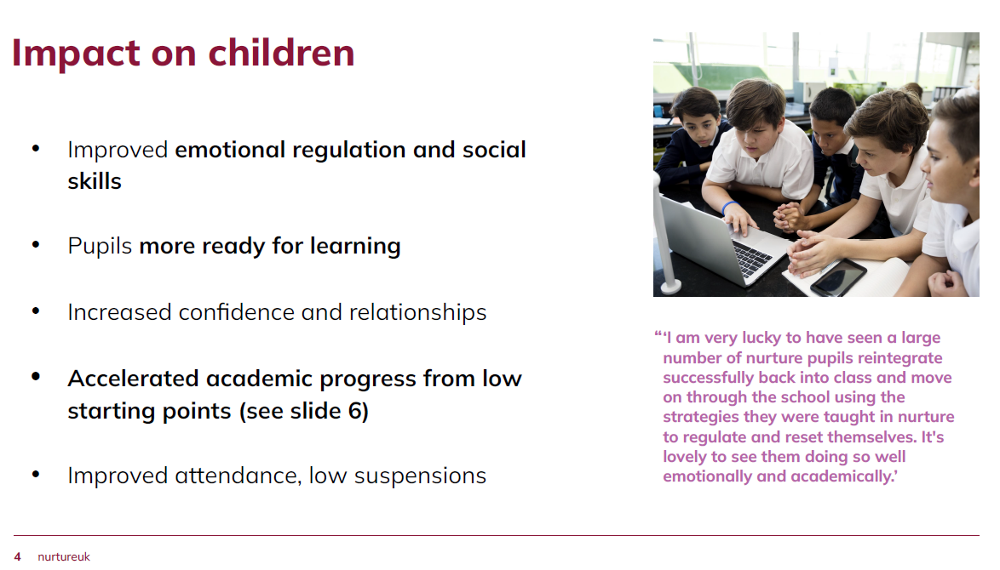 Impact on children
• Improved emotional regulation and social
skills
• Pupils more ready for learning
• Increased confidence and relationships
• Accelerated academic progress from low
starting points (see slide 6)
• Improved attendance, low suspensions
“‘I am very lucky to have seen a large
number of nurture pupils reintegrate
successfully back into class and move
on through the school using the
strategies they were taught in nurture
to regulate and reset themselves. It's
lovely to see them doing so well
emotionally and academically.’
4 nurtureuk